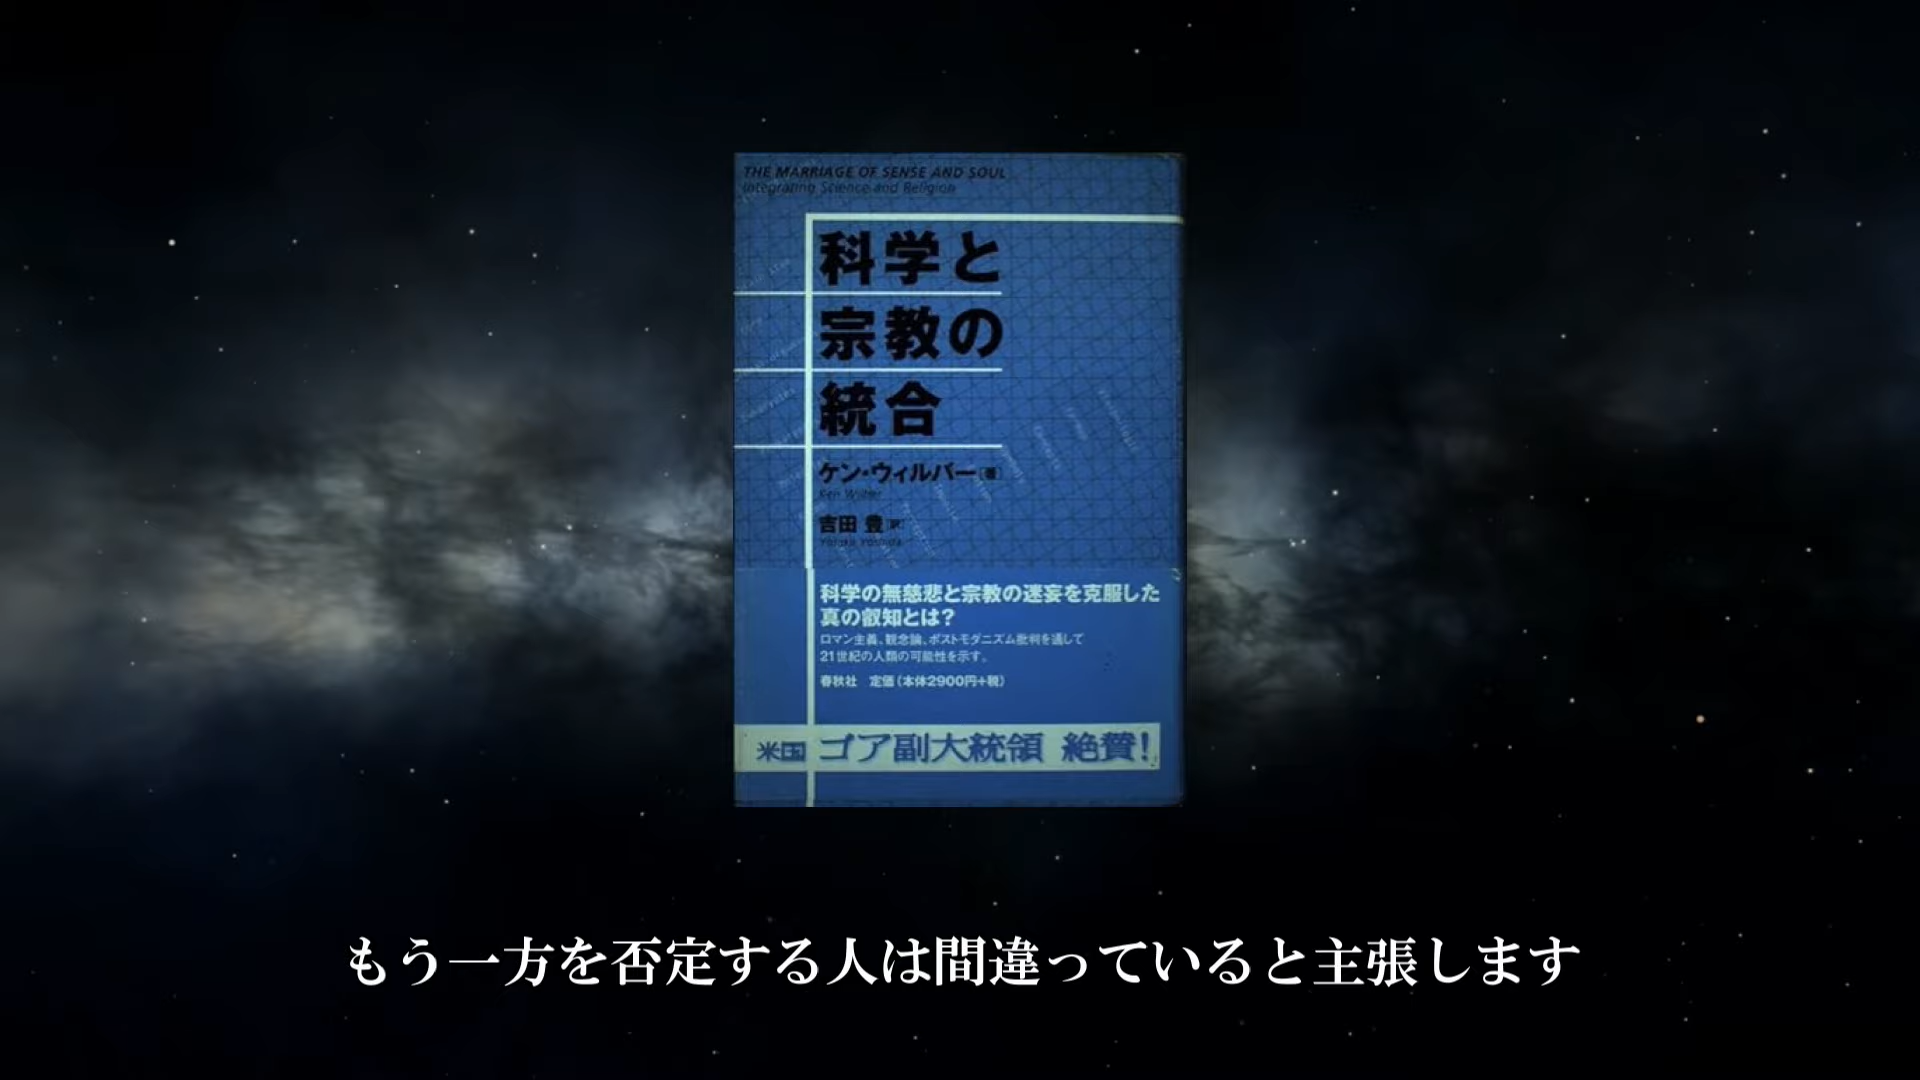 THE MARRIAGE OF SENSE AND SOUL
Integrating Science and Religion
科学と
宗教の
統合
ケン・ウィルバー[著]
Ken Wilber
吉田 豊[訳]
Yutaka Yoshida
科学の無慈悲と宗教の迷妄を克服した
真の叡知とは?
ロマン主義、観念論、ポストモダニズム批判を通して
21世紀の人類の可能性を示す。
春秋社 定価(本体2900円+税)
米国 ゴア副大統領 絶賛!
もう一方を否定する人は間違っていると主張します